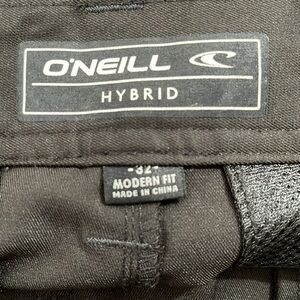 O'NEILL
HYBRID
-32-
MODERN FIT
MADE IN CHINA